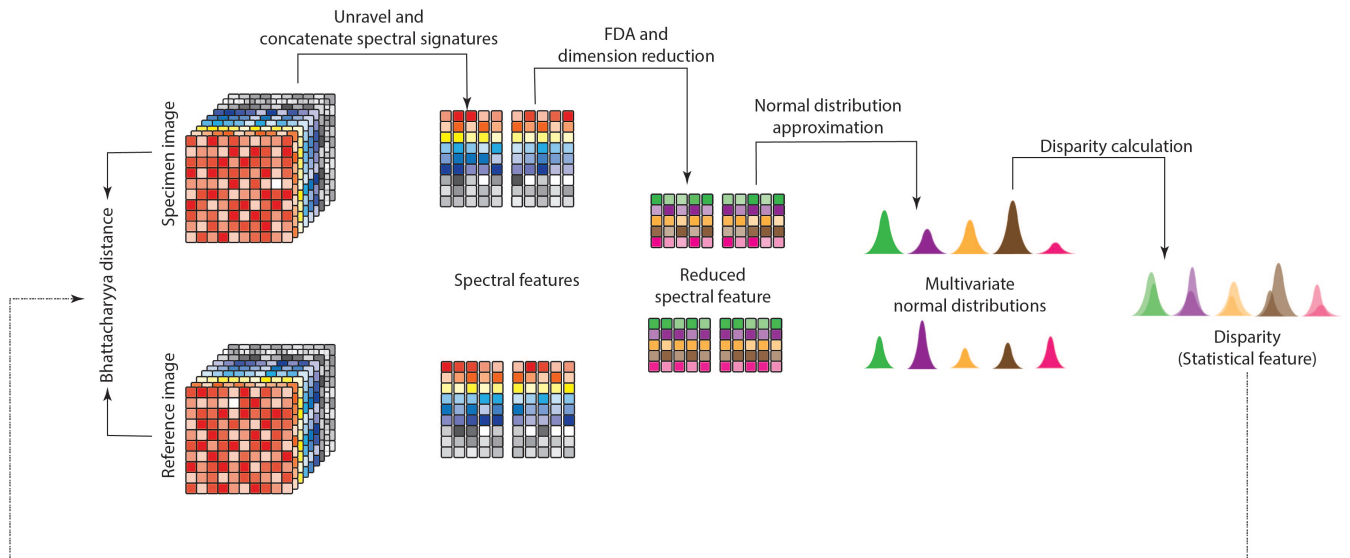 Unravel and
concatenate spectral signatures
FDA and
dimension reduction
Normal distribution
approximation
Disparity calculation
Specimen image
Bhattacharyya distance
Reference image
Spectral features
Reduced
spectral feature
Multivariate
normal distributions
Disparity
(Statistical feature)